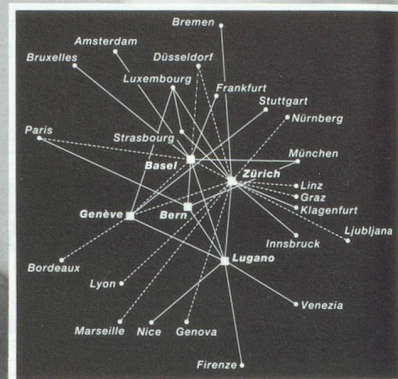 Bremen
Amsterdam
Bruxelles
Düsseldorf
Luxembourg
Frankfurt
Stuttgart
Nürnberg
Paris
Strasbourg
Basel
Zürich
München
Linz
Graz
Klagenfurt
Genève
Bern
Ljubljana
Innsbruck
Lugano
Bordeaux
Lyon
Venezia
Marseille
Nice
Genova
Firenze